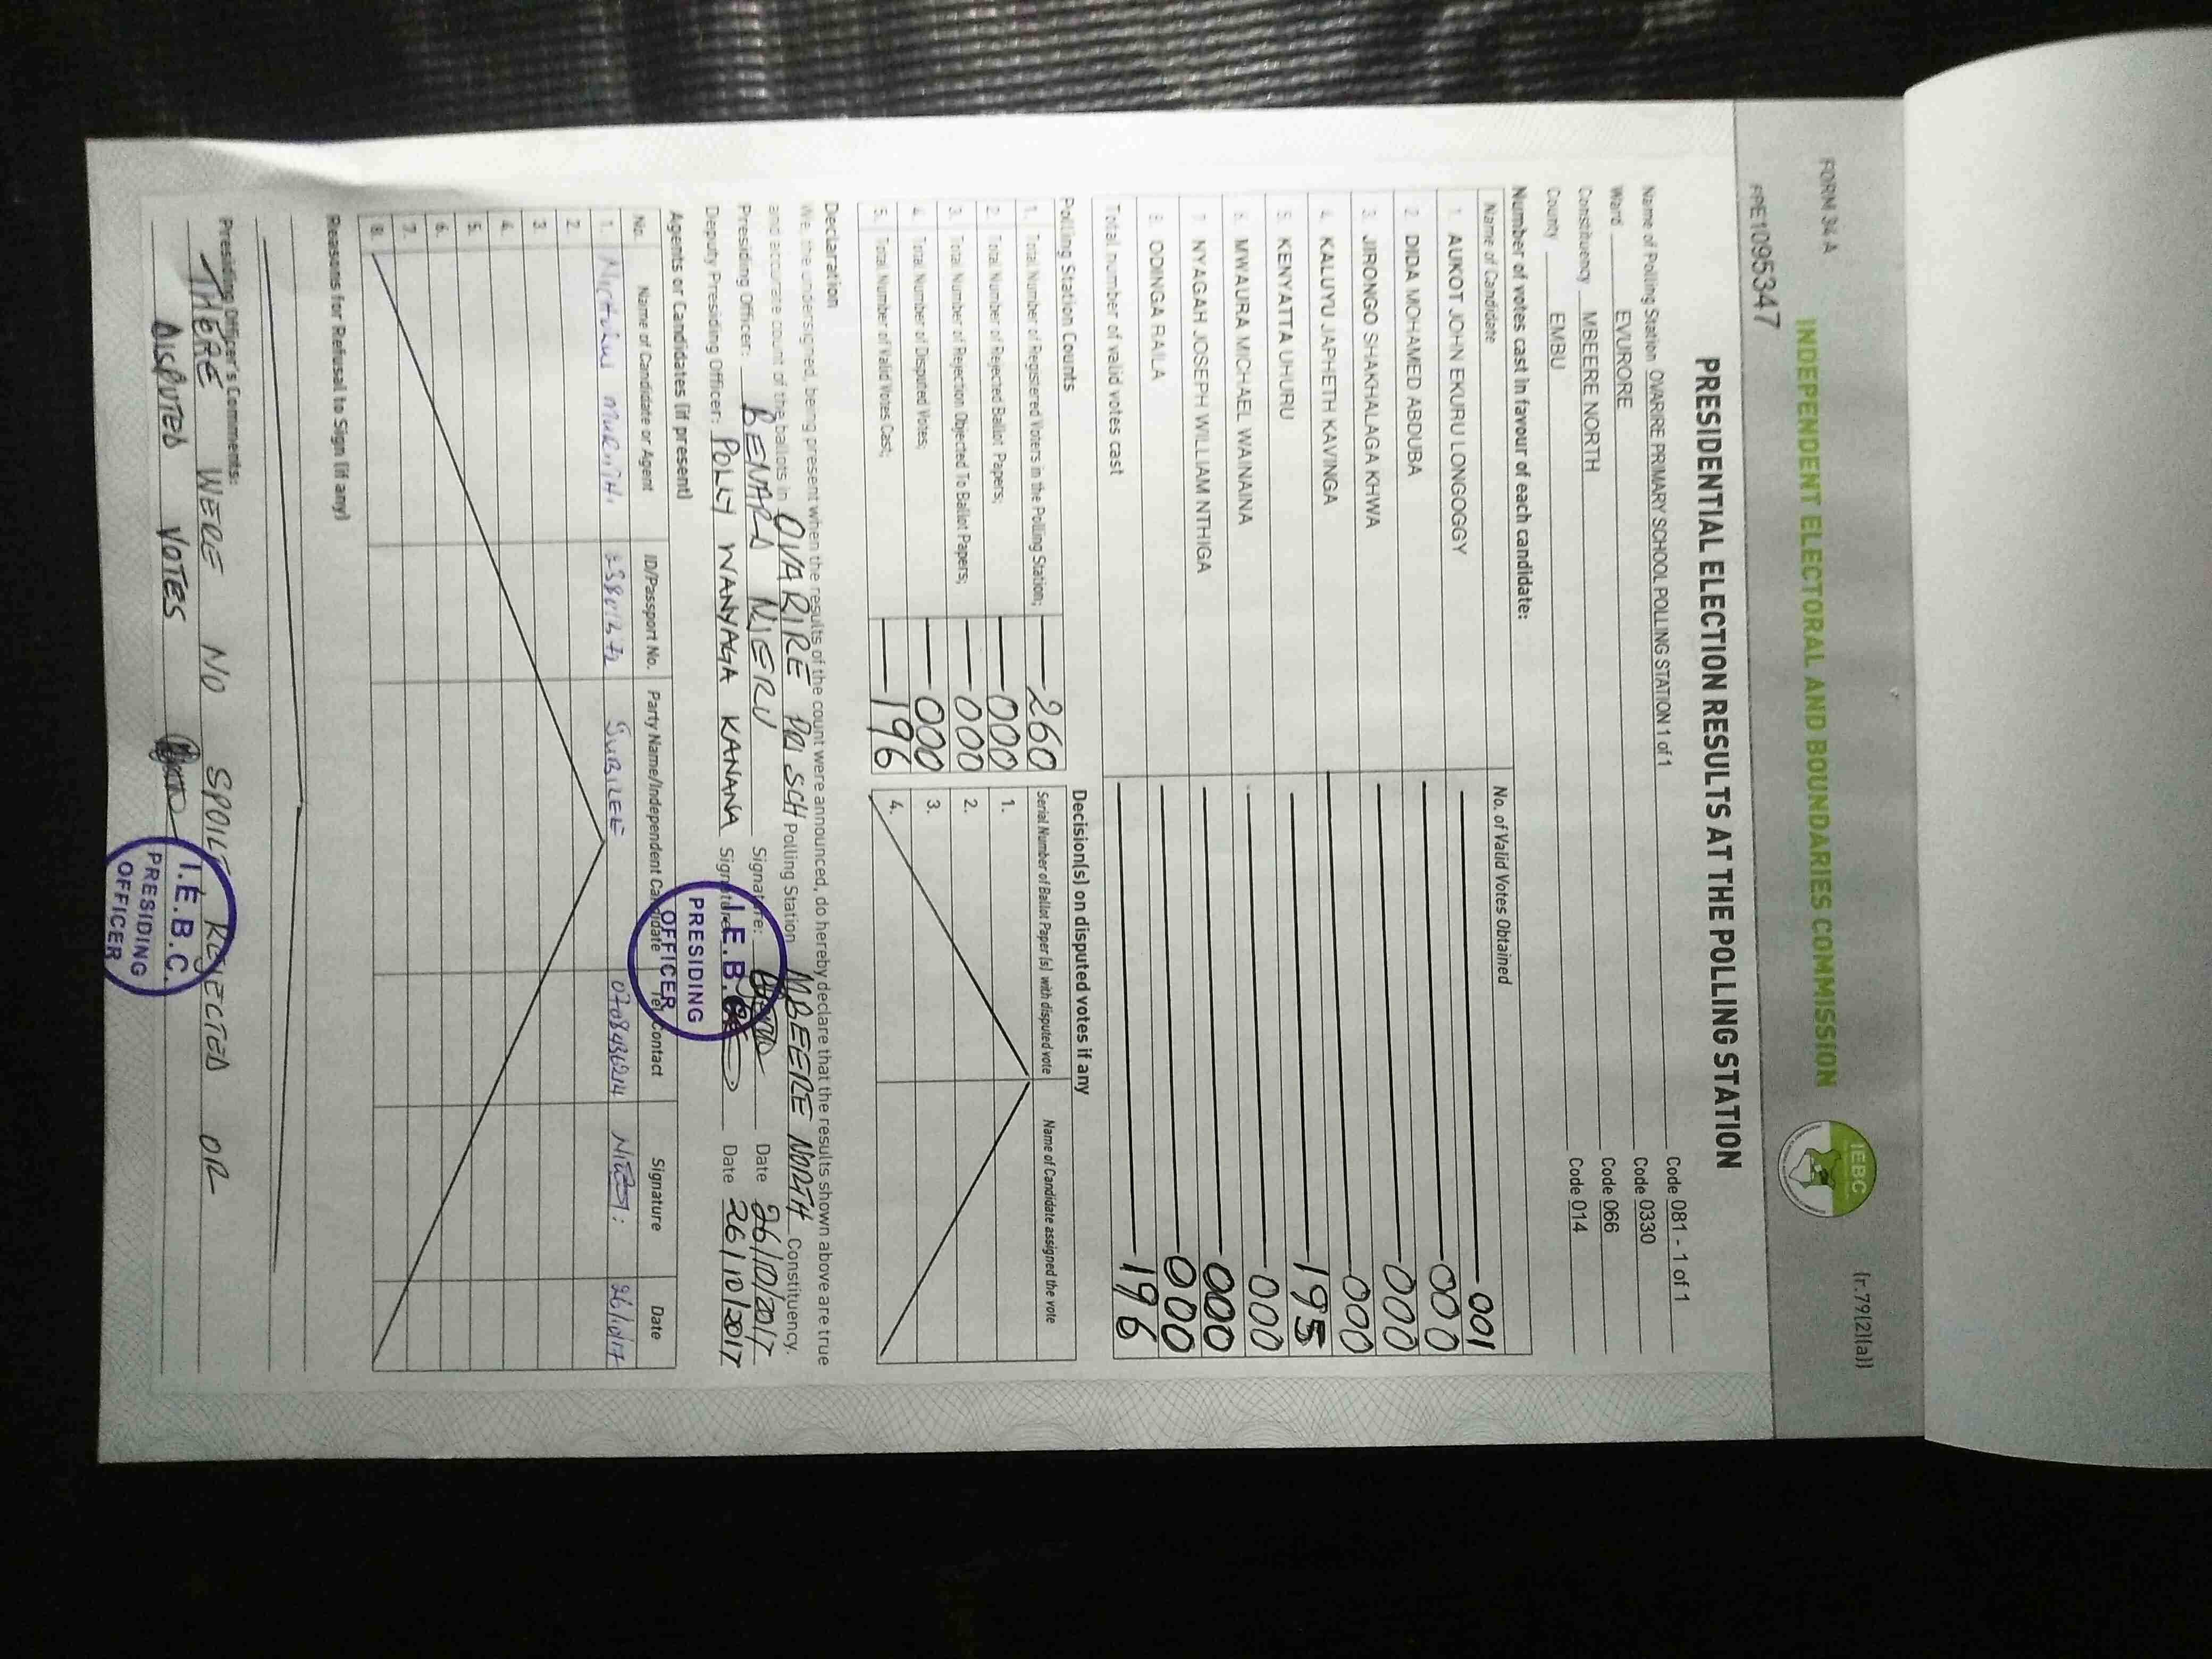 FORM 34 A
(r.79(2)(a))
INDEPENDENT ELECTORAL AND BOUNDARIES COMMISSION
IEBC
PPE1095347
PRESIDENTIAL ELECTION RESULTS AT THE POLLING STATION
Name of Polling Station OVARIRE PRIMARY SCHOOL POLLING STATION 1 of 1 Code 081 - 1 of 1
Ward EVURORE Code 0330
Constituency MBEERE NORTH Code 066
County EMBU Code 014
Number of votes cast in favour of each candidate:
Name of Candidate No. of Valid Votes Obtained
1. AUKOT JOHN EKURU LONGOGGY 001
2. DIDA MOHAMED ABDUBA 000
3. JIRONGO SHAKHALAGA KHWA 000
4. KALUYU JAPHETH KAVINGA 000
5. KENYATTA UHURU 195
6. MWAURA MICHAEL WAINAINA 000
7. NYAGAH JOSEPH WILLIAM NTHIGA 000
8. ODINGA RAILA 000
Total number of valid votes cast 196
Polling Station Counts
1. Total Number of Registered Voters in the Polling Station; 260
2. Total Number of Rejected Ballot Papers; 000
3. Total Number of Rejection Objected To Ballot Papers; 000
4. Total Number of Disputed Votes; 000
5. Total Number of Valid Votes Cast; 196
Decision(s) on disputed votes if any
Serial Number of Ballot Paper (s) with disputed vote Name of Candidate assigned the vote
1.
2.
3.
4.
Declaration
We, the undersigned, being present when the results of the count were announced, do hereby declare that the results shown above are true
and accurate count of the ballots in OVARIRE PRI SCH Polling Station MBEERE NORTH Constituency.
Presiding Officer: BENARD NJERU Signature: Date 26/10/2017
Deputy Presiding Officer: POLLY WANYAGA KANANA Signature: Date 26/10/2017
I.E.B.C.
PRESIDING
OFFICER
Agents or Candidates (if present)
No. Name of Candidate or Agent ID/Passport No. Party Name/Independent Candidate Tel Contact Signature Date
1. JUBILEE 0708436214 26/10/17
2.
3.
4.
5.
6.
7.
8.
Reasons for Refusal to Sign (if any)
Presiding Officer's Comments:
THERE WERE NO SPOILT REJECTED OR
DISPUTED VOTES
I.E.B.C.
PRESIDING
OFFICER